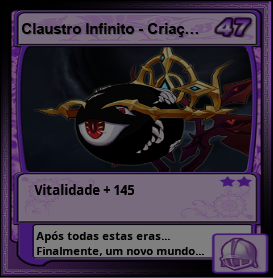 Claustro Infinito - Criaç...
47
Vitalidade + 145
Após todas estas eras...
Finalmente, um novo mundo...